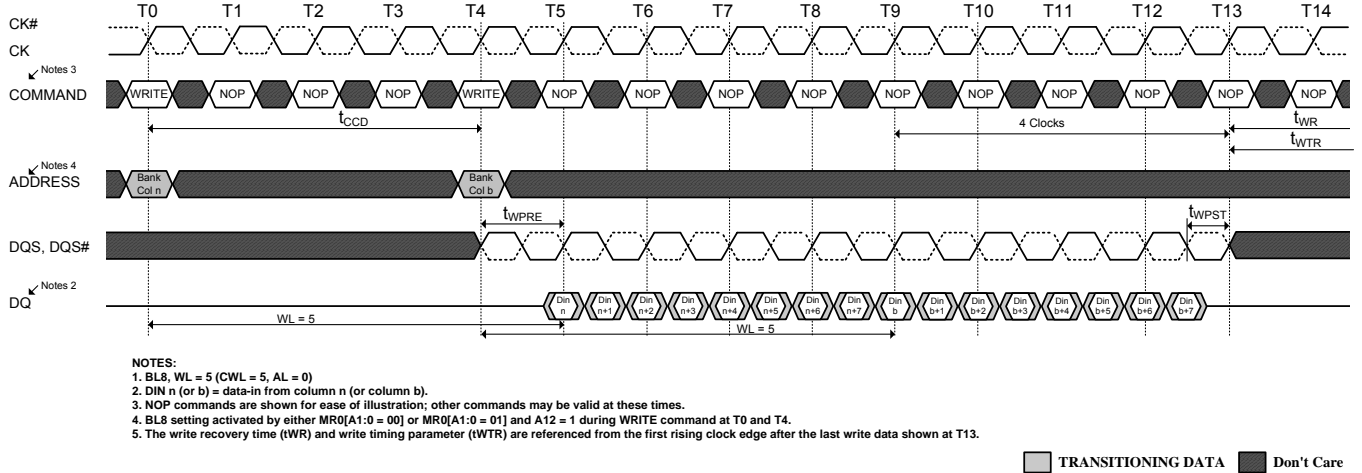 T0 T1 T2 T3 T4 T5 T6 T7 T8 T9 T10 T11 T12 T13 T14
CK#
CK
Notes 3
COMMAND
WRITE NOP NOP NOP WRITE NOP NOP NOP NOP NOP NOP NOP NOP NOP NOP
tCCD
4 Clocks
tWR
tWTR
Notes 4
ADDRESS
Bank Col n
Bank Col b
tWPRE
tWPST
DQS, DQS#
Notes 2
DQ
Din n Din n+1 Din n+2 Din n+3 Din n+4 Din n+5 Din n+6 Din n+7 Din b Din b+1 Din b+2 Din b+3 Din b+4 Din b+5 Din b+6 Din b+7
WL = 5
WL = 5
NOTES:
1. BL8, WL = 5 (CWL = 5, AL = 0)
2. DIN n (or b) = data-in from column n (or column b).
3. NOP commands are shown for ease of illustration; other commands may be valid at these times.
4. BL8 setting activated by either MR0[A1:0 = 00] or MR0[A1:0 = 01] and A12 = 1 during WRITE command at T0 and T4.
5. The write recovery time (tWR) and write timing parameter (tWTR) are referenced from the first rising clock edge after the last write data shown at T13.
TRANSITIONING DATA Don't Care